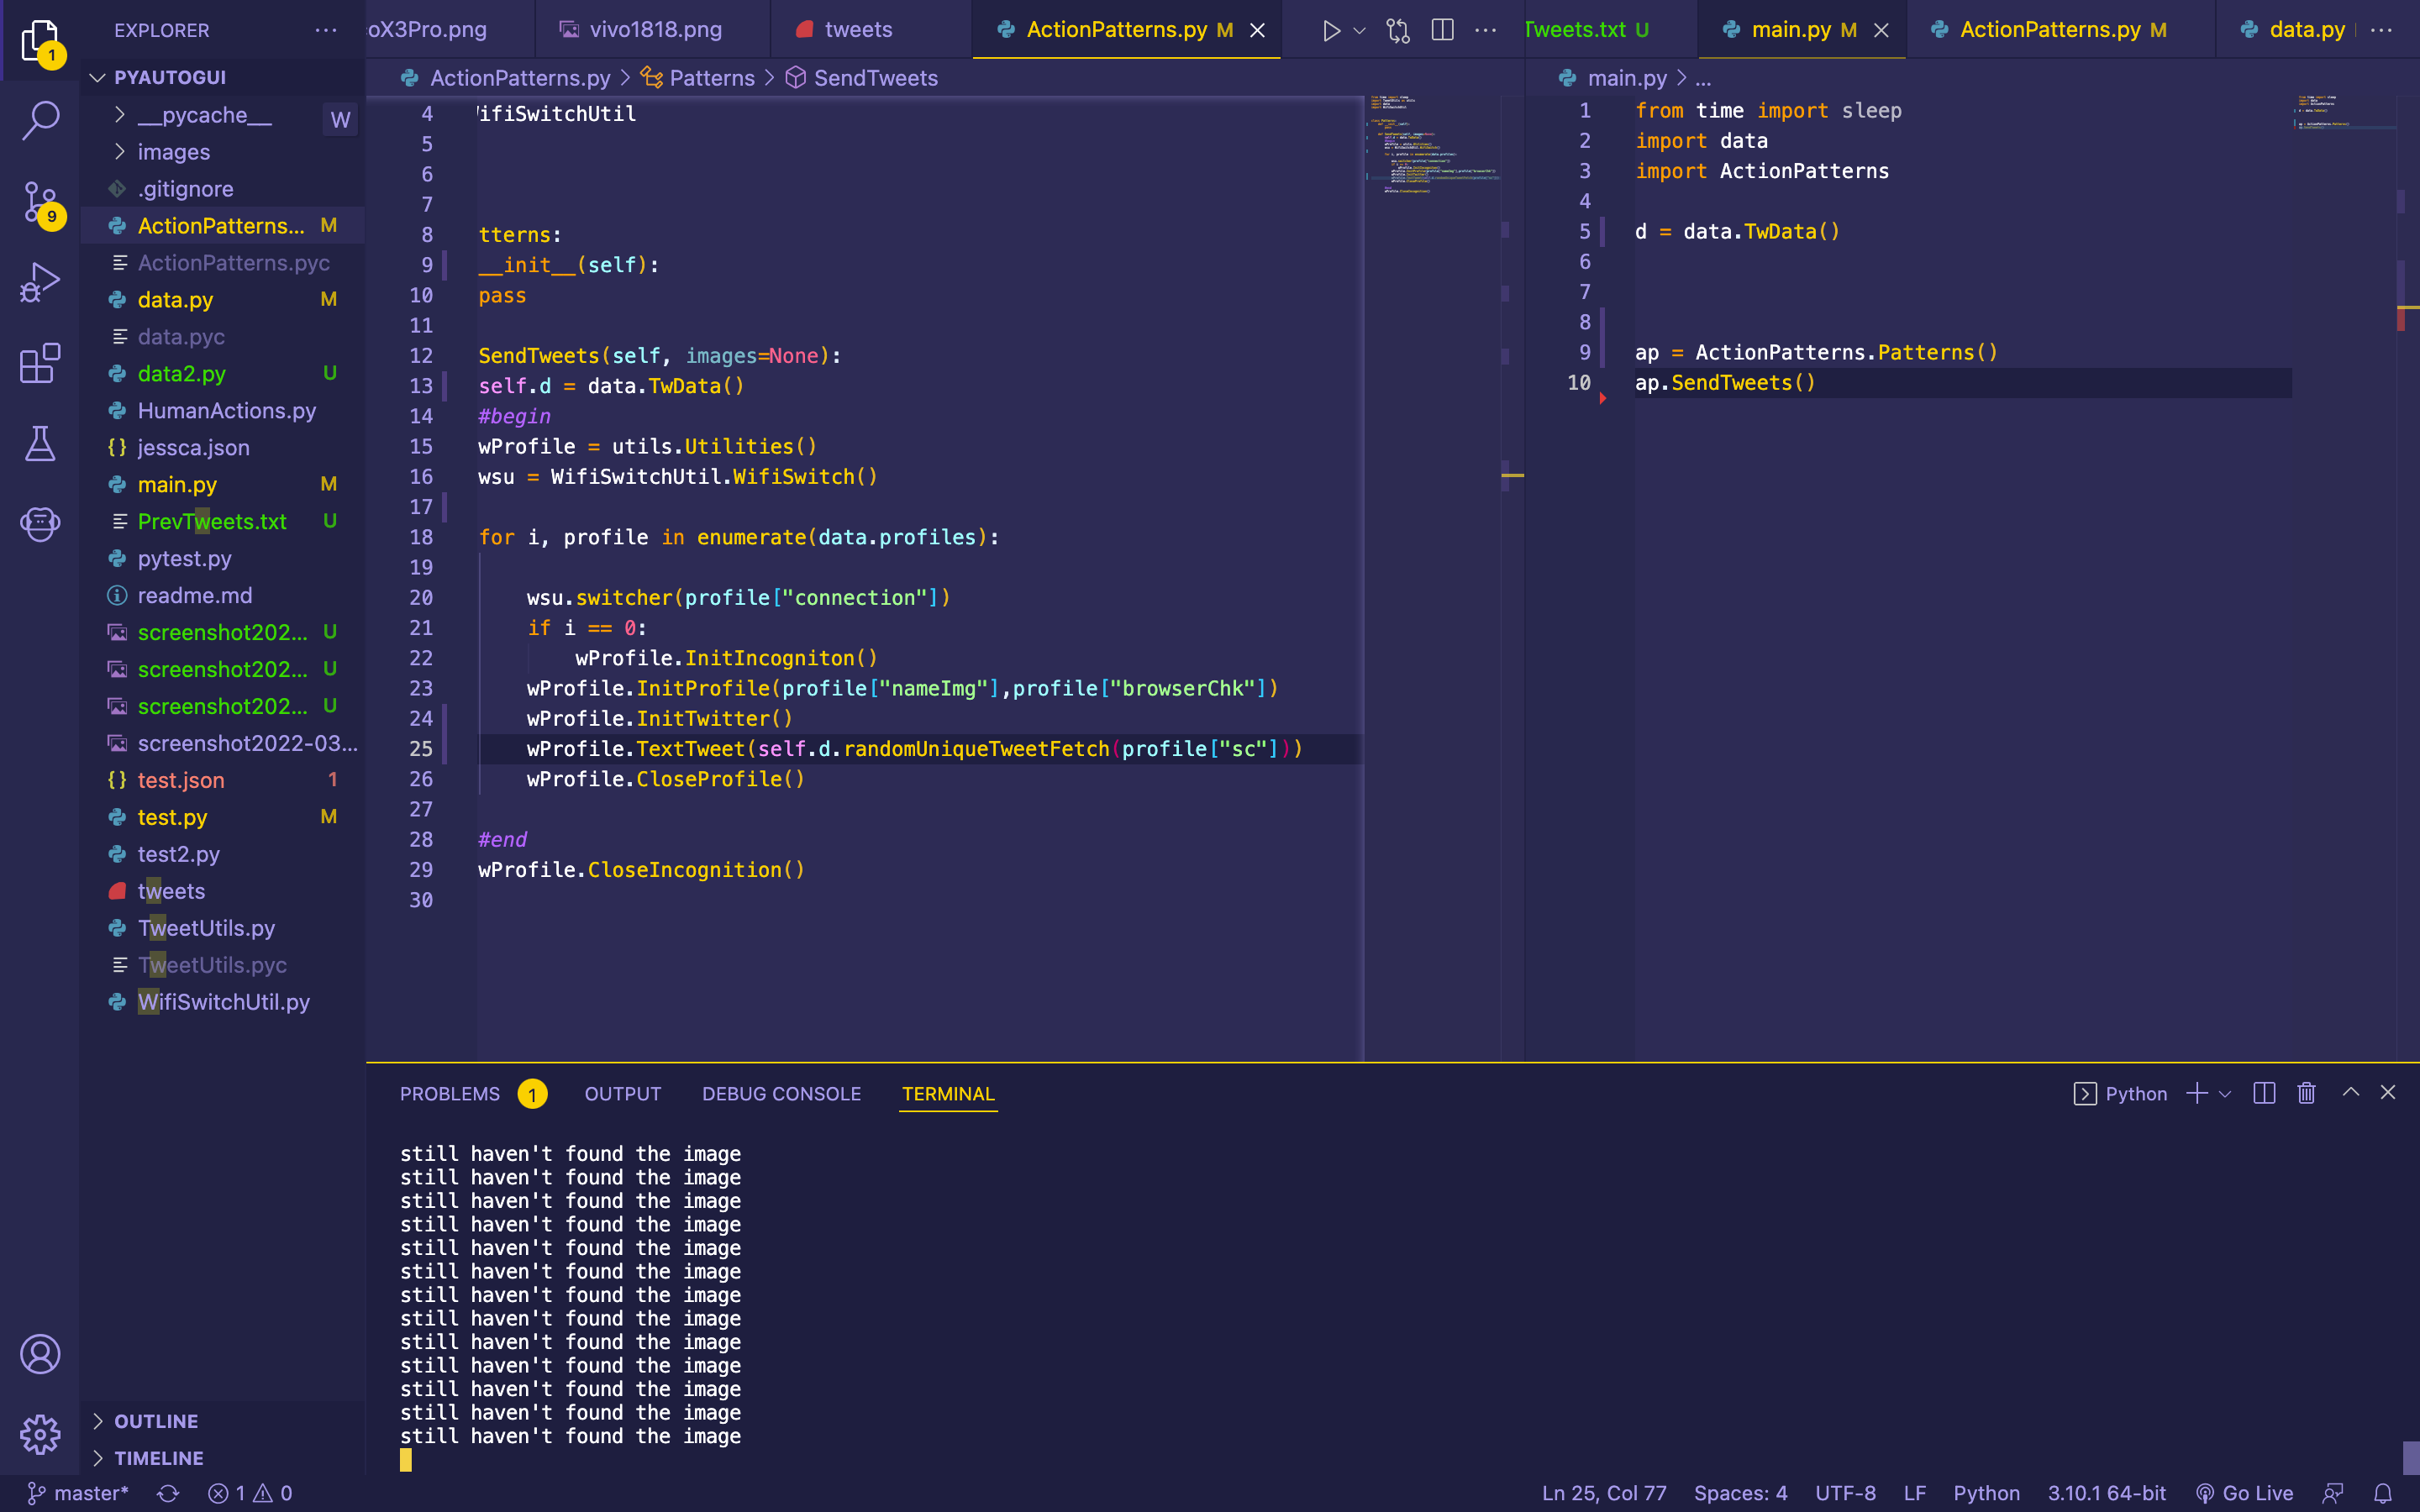 EXPLORER
oX3Pro.png
vivo1818.png
tweets
ActionPatterns.py M
Tweets.txt U
main.py M
ActionPatterns.py M
data.py
PYAUTOGUI
__pycache__
W
images
.gitignore
ActionPatterns... M
ActionPatterns.pyc
data.py M
data.pyc
data2.py U
HumanActions.py
jessca.json
main.py M
PrevTweets.txt U
pytest.py
readme.md
screenshot202... U
screenshot202... U
screenshot202... U
screenshot2022-03...
test.json 1
test.py M
test2.py
tweets
TweetUtils.py
TweetUtils.pyc
WifiSwitchUtil.py
OUTLINE
TIMELINE
1
9
ActionPatterns.py > Patterns > SendTweets
4 ifiSwitchUtil
5
6
7
8 tterns:
9 __init__(self):
10 pass
11
12 SendTweets(self, images=None):
13 self.d = data.TwData()
14 #begin
15 wProfile = utils.Utilities()
16 wsu = WifiSwitchUtil.WifiSwitch()
17
18 for i, profile in enumerate(data.profiles):
19
20 wsu.switcher(profile["connection"])
21 if i == 0:
22 wProfile.InitIncogniton()
23 wProfile.InitProfile(profile["nameImg"],profile["browserChk"])
24 wProfile.InitTwitter()
25 wProfile.TextTweet(self.d.randomUniqueTweetFetch(profile["sc"]))
26 wProfile.CloseProfile()
27
28 #end
29 wProfile.CloseIncognition()
30
main.py > ...
1 from time import sleep
2 import data
3 import ActionPatterns
4
5 d = data.TwData()
6
7
8
9 ap = ActionPatterns.Patterns()
10 ap.SendTweets()
PROBLEMS 1 OUTPUT DEBUG CONSOLE TERMINAL
Python
still haven't found the image
still haven't found the image
still haven't found the image
still haven't found the image
still haven't found the image
still haven't found the image
still haven't found the image
still haven't found the image
still haven't found the image
still haven't found the image
still haven't found the image
still haven't found the image
still haven't found the image
master* 1 0 Ln 25, Col 77 Spaces: 4 UTF-8 LF Python 3.10.1 64-bit Go Live